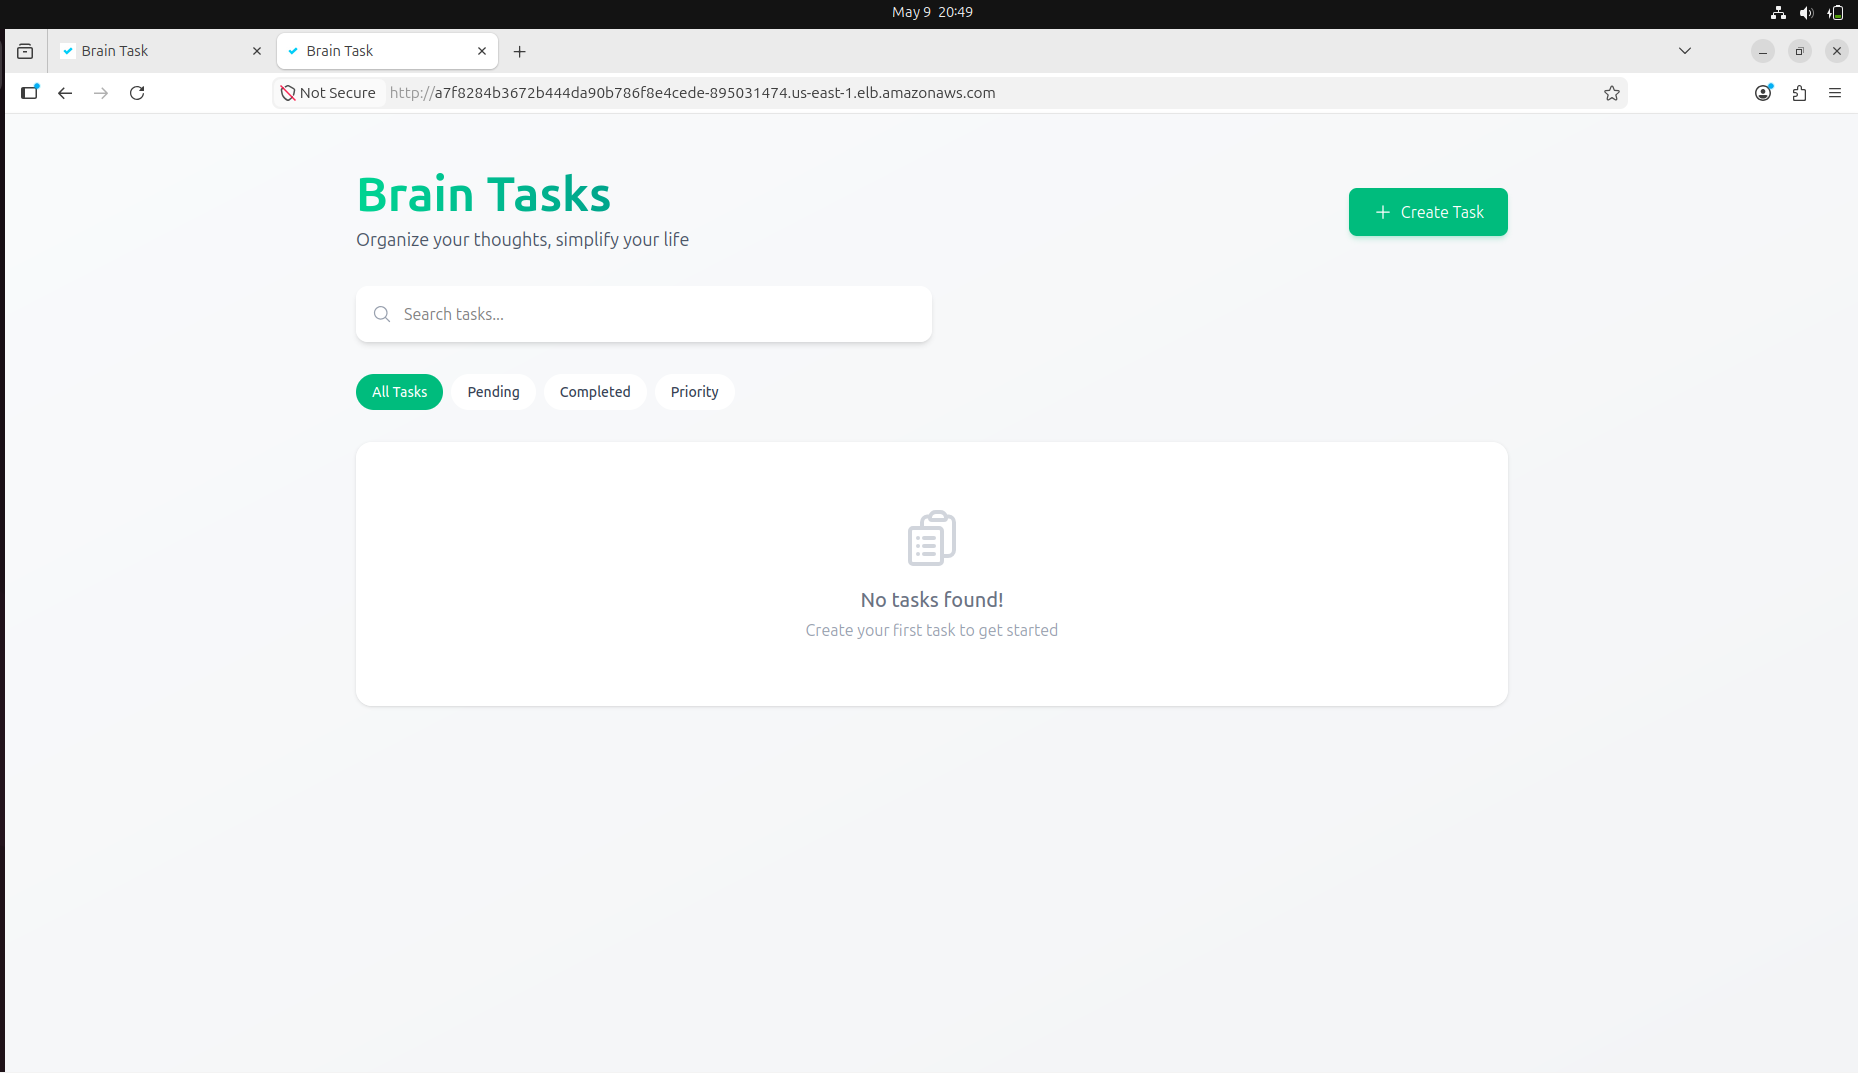 May 9 20:49
Brain Task
Brain Task
Not Secure
http://a7f8284b3672b444da90b786f8e4cede-895031474.us-east-1.elb.amazonaws.com
Brain Tasks
Organize your thoughts, simplify your life
Create Task
Search tasks...
All Tasks Pending Completed Priority
No tasks found!
Create your first task to get started